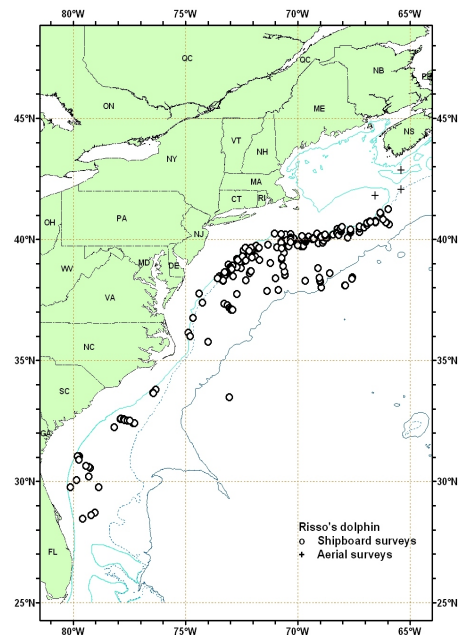 80°W 75°W 70°W 65°W
QC
QC
NB
PE
ON
ME
45°N 45°N
NS
VT
NH
NY
MA
CT RI
PA
OH
NJ
40°N 40°N
MD
DE
WV
VA
35°N 35°N
NC
SC
GA
30°N 30°N
Risso's dolphin
Shipboard surveys
Aerial surveys
FL
25°N 25°N
80°W 75°W 70°W 65°W